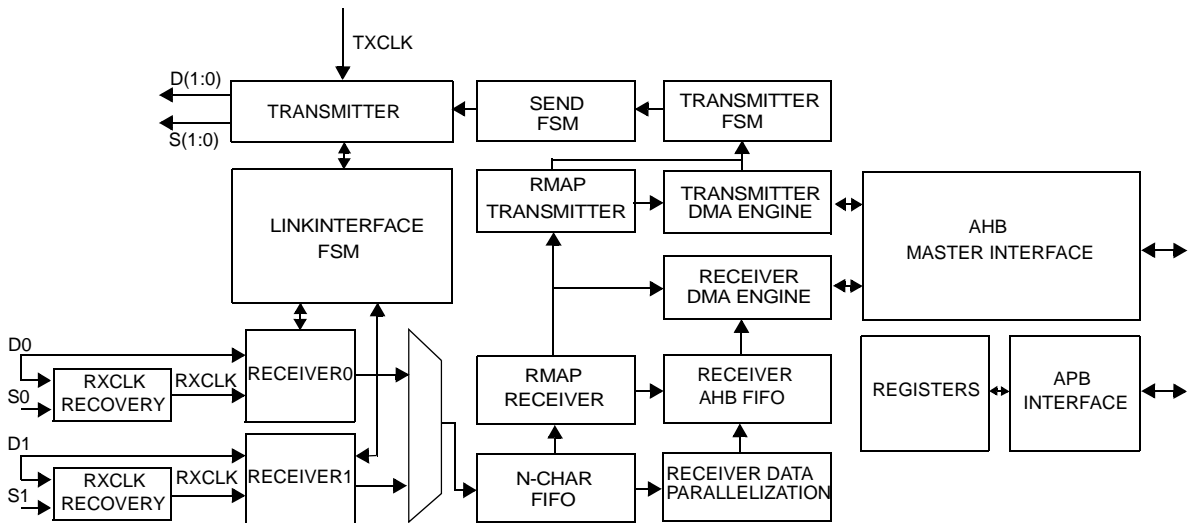 TXCLK
D(1:0)
S(1:0)
TRANSMITTER
SEND
FSM
TRANSMITTER
FSM
LINKINTERFACE
FSM
RMAP
TRANSMITTER
TRANSMITTER
DMA ENGINE
AHB
MASTER INTERFACE
RECEIVER
DMA ENGINE
D0
S0
RXCLK
RECOVERY
RXCLK
RECEIVER0
RMAP
RECEIVER
RECEIVER
AHB FIFO
REGISTERS
APB
INTERFACE
D1
S1
RXCLK
RECOVERY
RXCLK
RECEIVER1
N-CHAR
FIFO
RECEIVER DATA
PARALLELIZATION